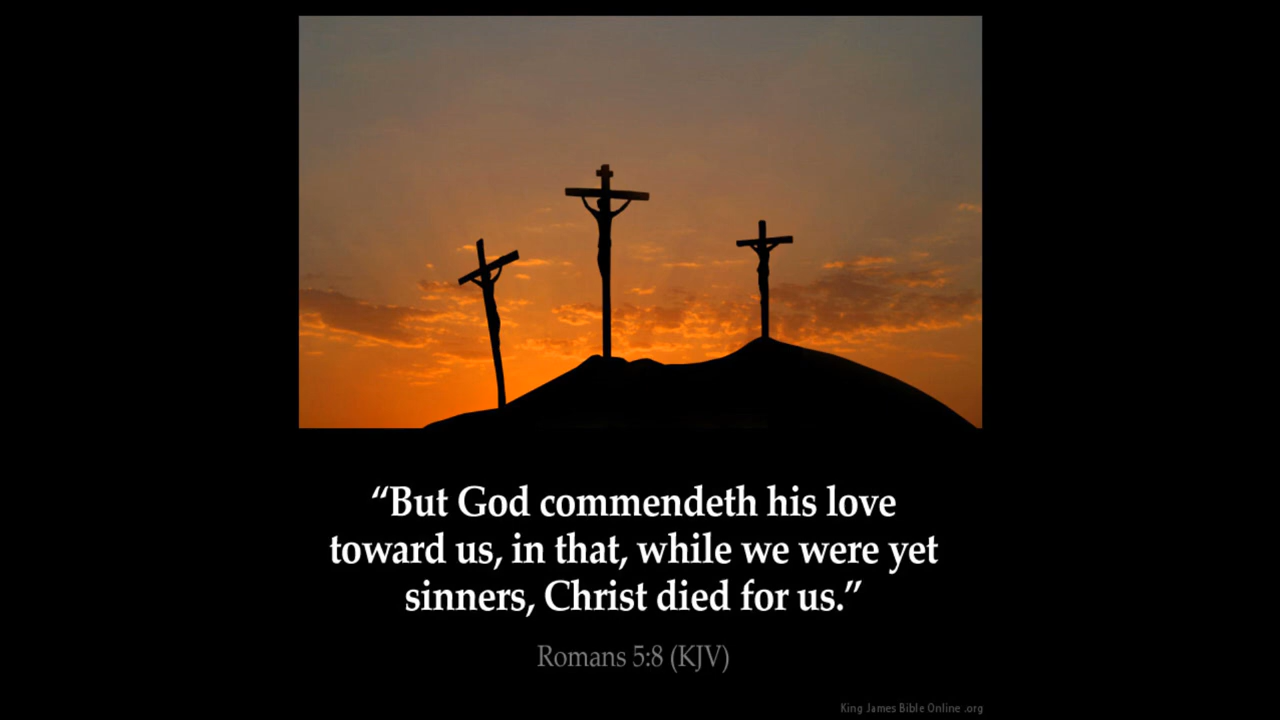 “But God commendeth his love
toward us, in that, while we were yet
sinners, Christ died for us.”
Romans 5:8 (KJV)
King James Bible Online .org